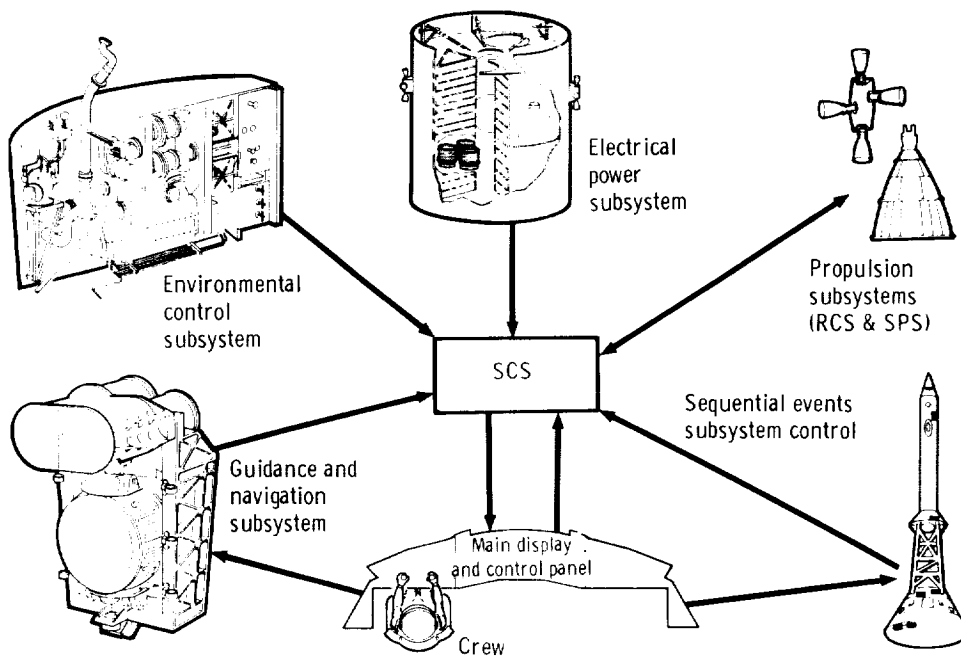 Electrical
power
subsystem
Environmental
control
subsystem
Propulsion
subsystems
(RCS & SPS)
SCS
Sequential events
subsystem control
Guidance and
navigation
subsystem
Main display
and control panel
Crew